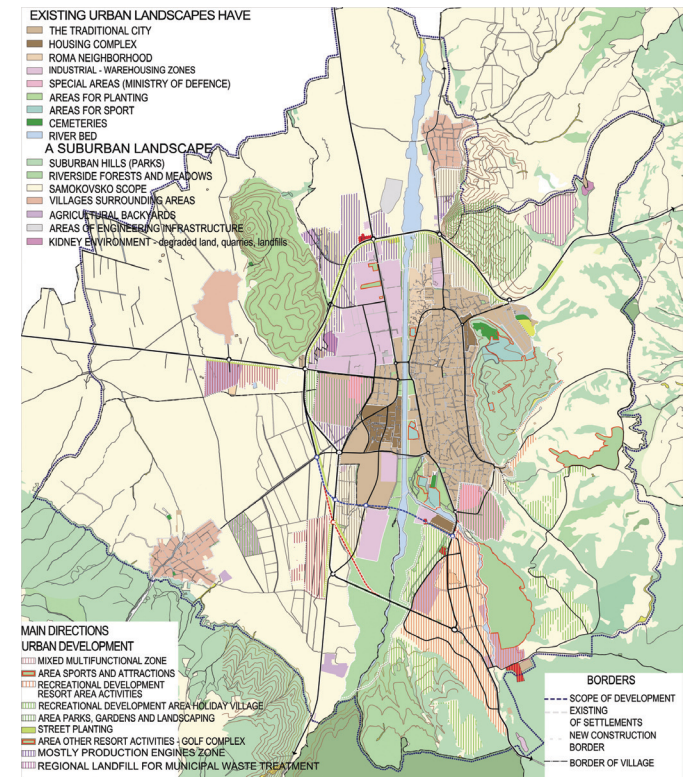 EXISTING URBAN LANDSCAPES HAVE
THE TRADITIONAL CITY
HOUSING COMPLEX
ROMA NEIGHBORHOOD
INDUSTRIAL - WAREHOUSING ZONES
SPECIAL AREAS (MINISTRY OF DEFENCE)
AREAS FOR PLANTING
AREAS FOR SPORT
CEMETERIES
RIVER BED
A SUBURBAN LANDSCAPE
SUBURBAN HILLS (PARKS)
RIVERSIDE FORESTS AND MEADOWS
SAMOKOVSKO SCOPE
VILLAGES SURROUNDING AREAS
AGRICULTURAL BACKYARDS
AREAS OF ENGINEERING INFRASTRUCTURE
KIDNEY ENVIRONMENT - degraded land, quarries, landfills
MAIN DIRECTIONS
URBAN DEVELOPMENT
MIXED MULTIFUNCTIONAL ZONE
AREA SPORTS AND ATTRACTIONS
RECREATIONAL DEVELOPMENT
RESORT AREA ACTIVITIES
RECREATIONAL DEVELOPMENT AREA HOLIDAY VILLAGE
AREA PARKS, GARDENS AND LANDSCAPING
STREET PLANTING
AREA OTHER RESORT ACTIVITIES - GOLF COMPLEX
MOSTLY PRODUCTION ENGINES ZONE
REGIONAL LANDFILL FOR MUNICIPAL WASTE TREATMENT
BORDERS
SCOPE OF DEVELOPMENT
EXISTING
OF SETTLEMENTS
NEW CONSTRUCTION
BORDER
BORDER OF VILLAGE